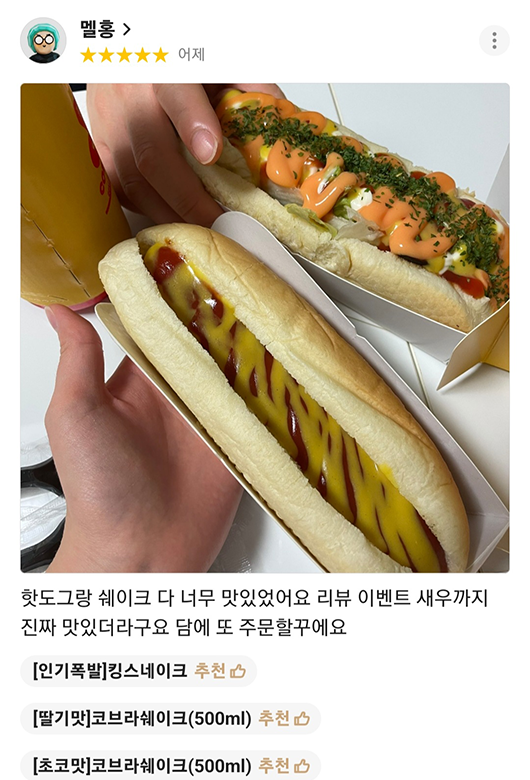 멜홍
어제
핫도그랑 쉐이크 다 너무 맛있었어요 리뷰 이벤트 새우까지
진짜 맛있더라구요 담에 또 주문할꾸에요
[인기폭발]킹스네이크 추천
[딸기맛]코브라쉐이크(500ml) 추천
[초코맛]코브라쉐이크(500ml) 추천